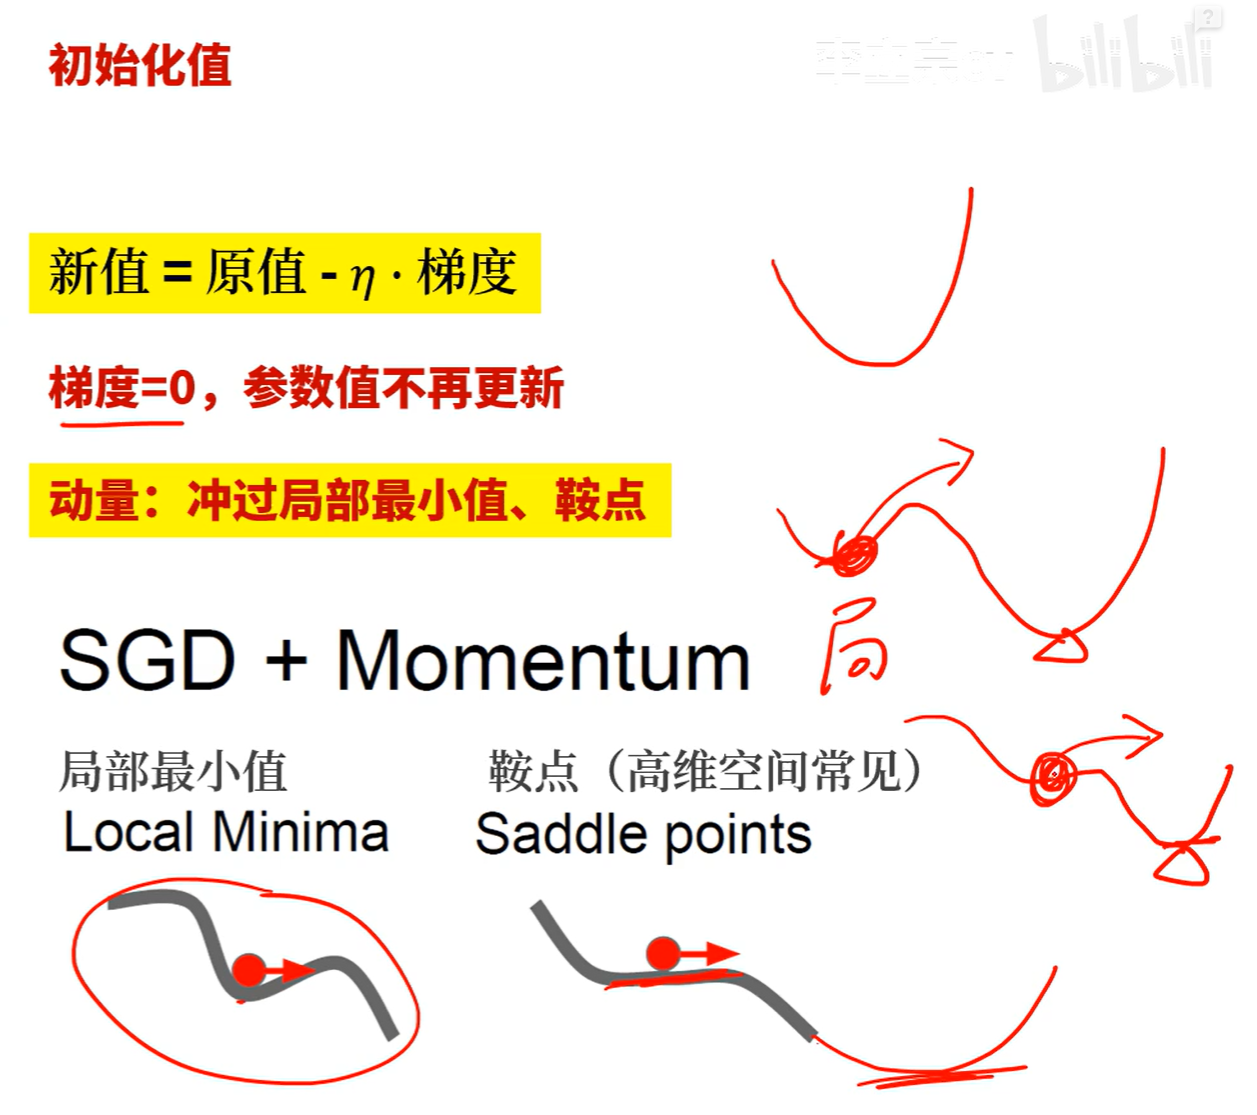 初始化值
bilibili
新值 = 原值 - η · 梯度
梯度=0，参数值不再更新
动量：冲过局部最小值、鞍点
SGD + Momentum
局
局部最小值
鞍点（高维空间常见）
Local Minima
Saddle points